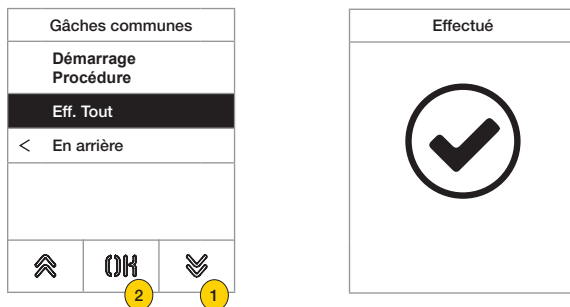 Gâches communes
Démarrage
Procédure
Eff. Tout
< En arrière
OK
2
1
Effectué